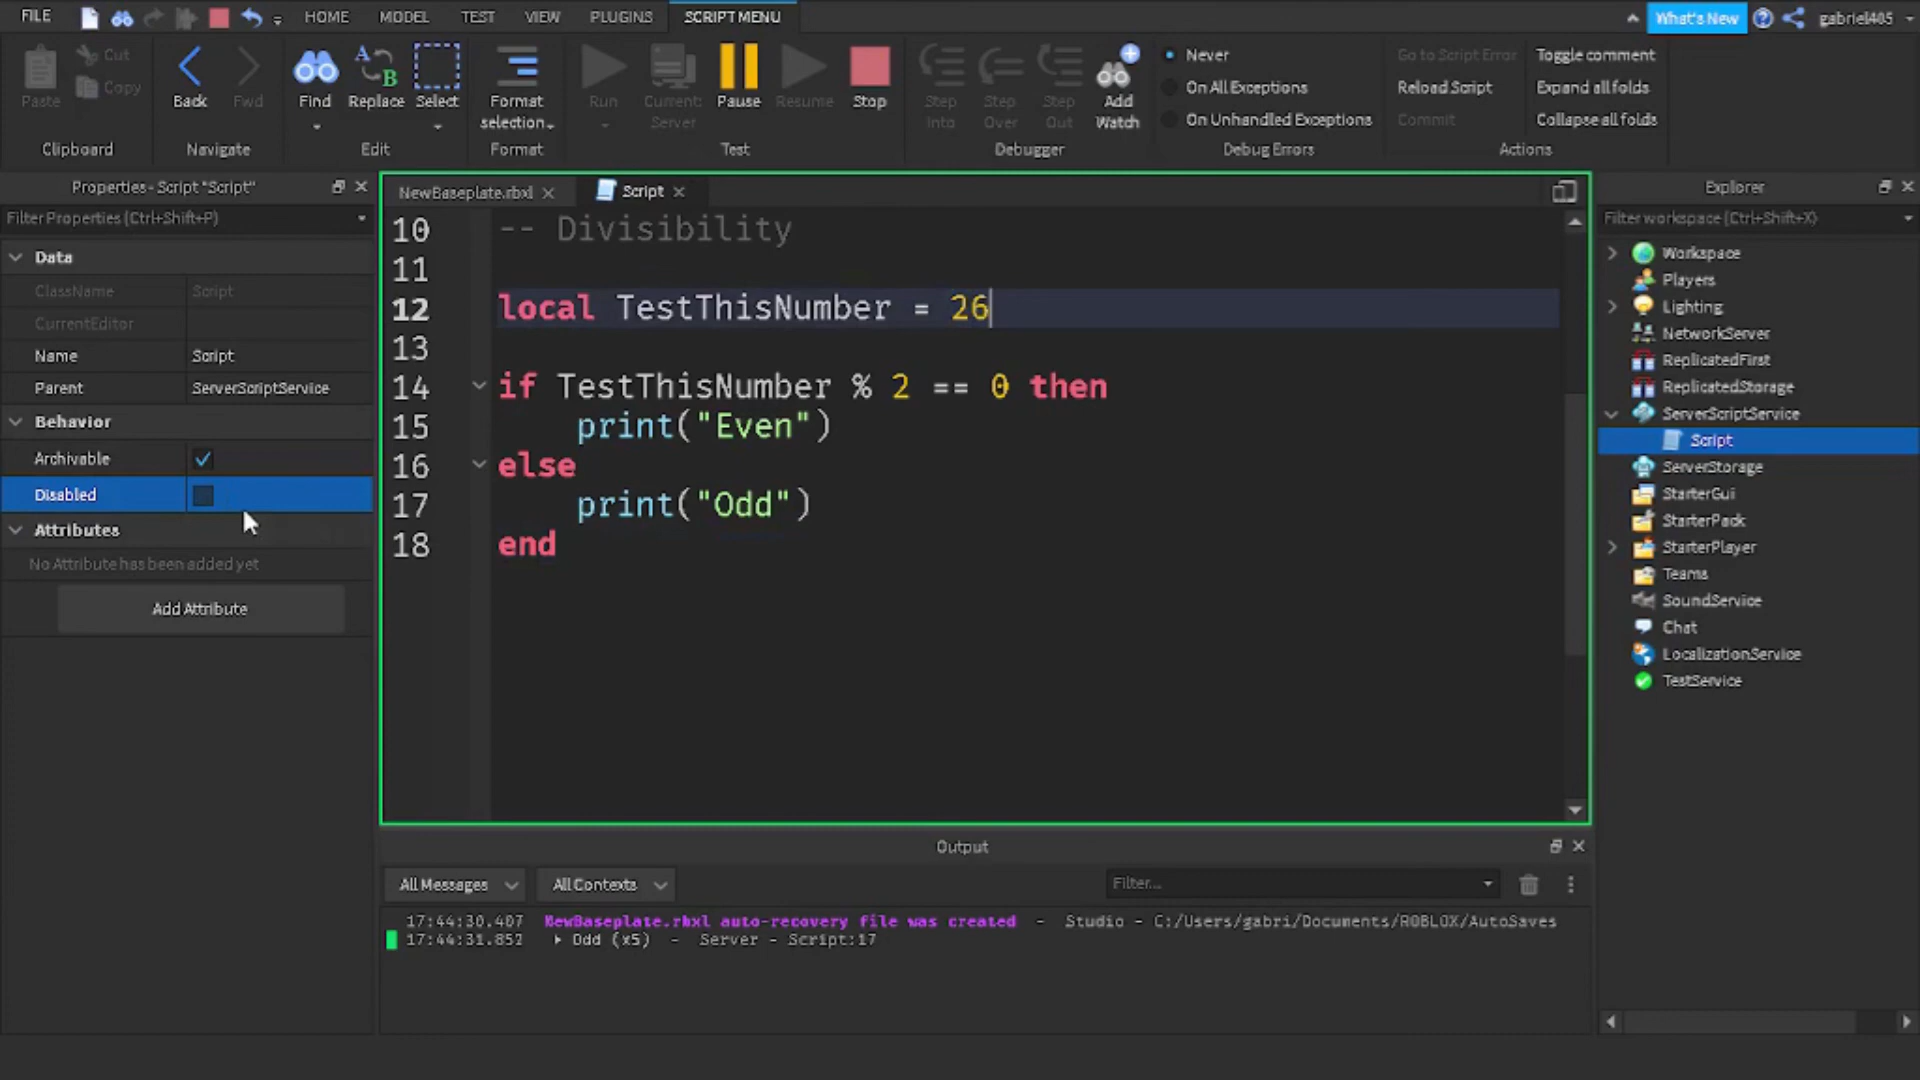 FILE HOME MODEL TEST VIEW PLUGINS SCRIPT MENU What's New gabriel405
Paste Cut Copy Back Fwd Find Replace Select Format selection Run Current: Server Pause Resume Stop Step Into Step Over Step Out Add Watch Never On All Exceptions On Unhandled Exceptions Go to Script Error Reload Script Commit Toggle comment Expand all folds Collapse all folds
Clipboard Navigate Edit Format Test Debugger Debug Errors Actions
Properties - Script "Script"
Filter Properties (Ctrl+Shift+P)
Data
ClassName Script
CurrentEditor
Name Script
Parent ServerScriptService
Behavior
Archivable
Disabled
Attributes
No Attribute has been added yet
Add Attribute
NewBaseplate.rbxl Script
10 -- Divisibility
11
12 local TestThisNumber = 26
13
14 if TestThisNumber % 2 == 0 then
15 print("Even")
16 else
17 print("Odd")
18 end
Output
All Messages All Contexts Filter...
17:44:30.407 NewBaseplate.rbxl auto-recovery file was created - Studio - C:/Users/gabri/Documents/ROBLOX/AutoSaves
17:44:31.852 Odd (x5) - Server - Script:17
Explorer
Filter workspace (Ctrl+Shift+X)
Workspace
Players
Lighting
NetworkServer
ReplicatedFirst
ReplicatedStorage
ServerScriptService
Script
ServerStorage
StarterGui
StarterPack
StarterPlayer
Teams
SoundService
Chat
LocalizationService
TestService